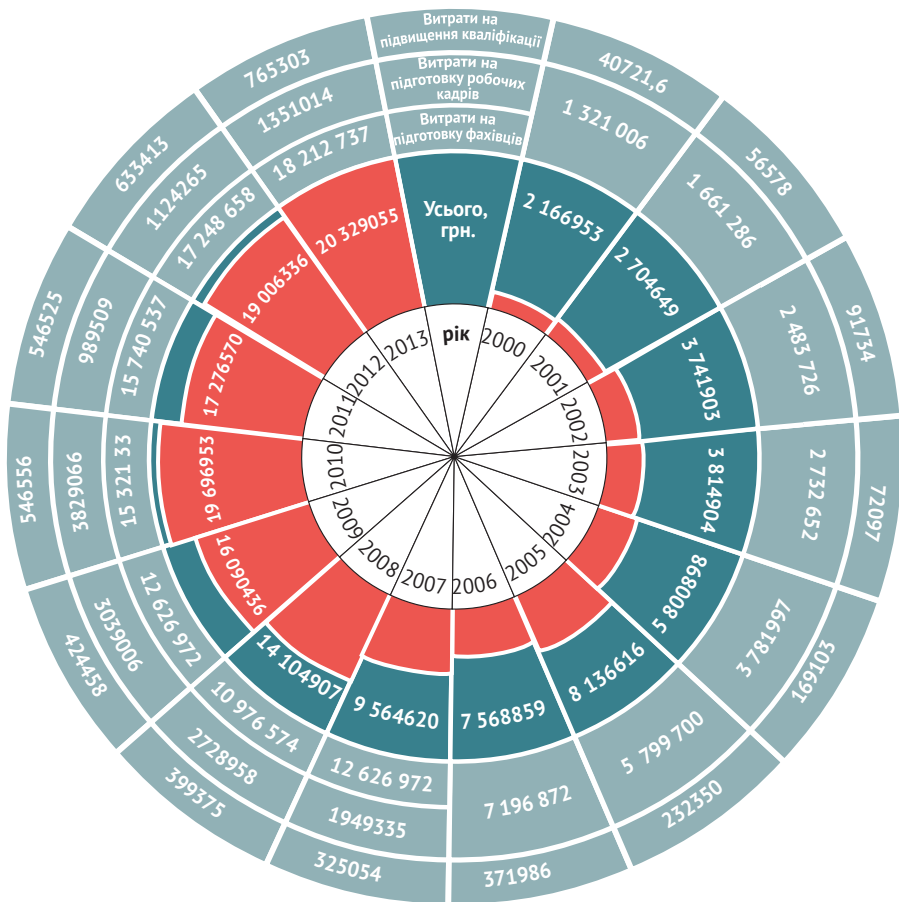 Витрати на
підвищення кваліфікації
Витрати на
підготовку робочих
кадрів
Витрати на
підготовку фахівців
Усього,
грн.
рік
40721,6
1 321 006
2 166953
2000
56578
1 661 286
2 704649
2001
91734
2 483 726
3 741903
2002
72097
2 732 652
3 814904
2003
169103
3 781997
5 800898
2004
232350
5 799 700
8 136616
2005
371986
7 196 872
7 568859
2006
325054
1949335
12 626 972
9 564620
2007
399375
2728958
10 976 574
14 104907
2008
424458
3039006
12 626 972
16 090436
2009
546556
3829066
15 321 33
19 696953
2010
546525
989509
15 740 537
17 276570
2011
633413
1124265
17 248 658
19 006336
2012
765303
1351014
18 212 737
20 329055
2013